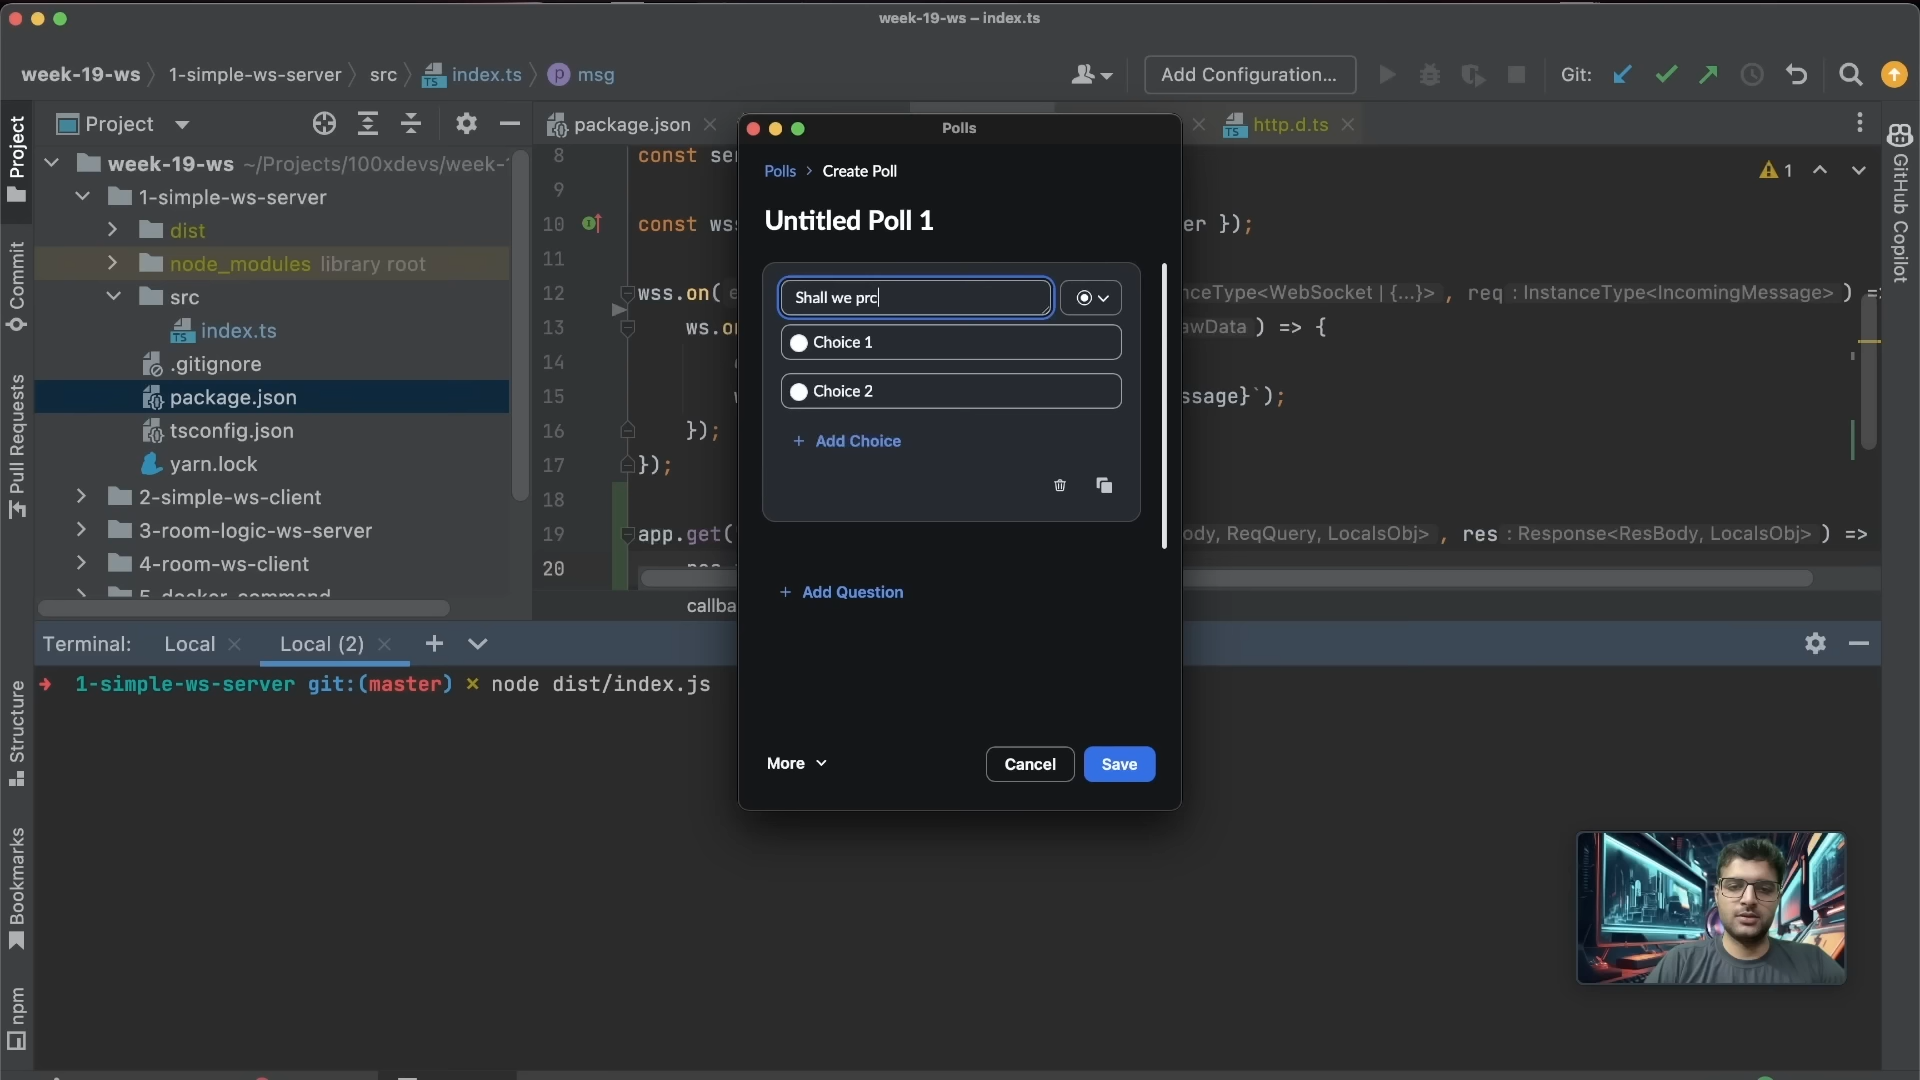 week-19-ws – index.ts
week-19-ws 1-simple-ws-server src index.ts msg
Add Configuration... Git:
Project
package.json
http.d.ts
Polls
Polls > Create Poll
Untitled Poll 1
Shall we prc
Choice 1
Choice 2
+ Add Choice
+ Add Question
More
Cancel
Save
week-19-ws ~/Projects/100xdevs/week-
1-simple-ws-server
dist
node_modules library root
src
index.ts
.gitignore
package.json
tsconfig.json
yarn.lock
2-simple-ws-client
3-room-logic-ws-server
4-room-ws-client
5-docker_command
8 const se
9
10 const ws er });
11
12 wss.on( nceType<WebSocket | {...}> , req : InstanceType<IncomingMessage> ) =
13 ws.o awData ) => {
14
15 ssage}`);
16 });
17 });
18
19 app.get( ody, ReqQuery, LocalsObj> , res : Response<ResBody, LocalsObj> ) =>
20
callba
1
Terminal: Local Local (2)
1-simple-ws-server git:(master) × node dist/index.js
Project
Commit
Pull Requests
Structure
Bookmarks
npm
GitHub Copilot